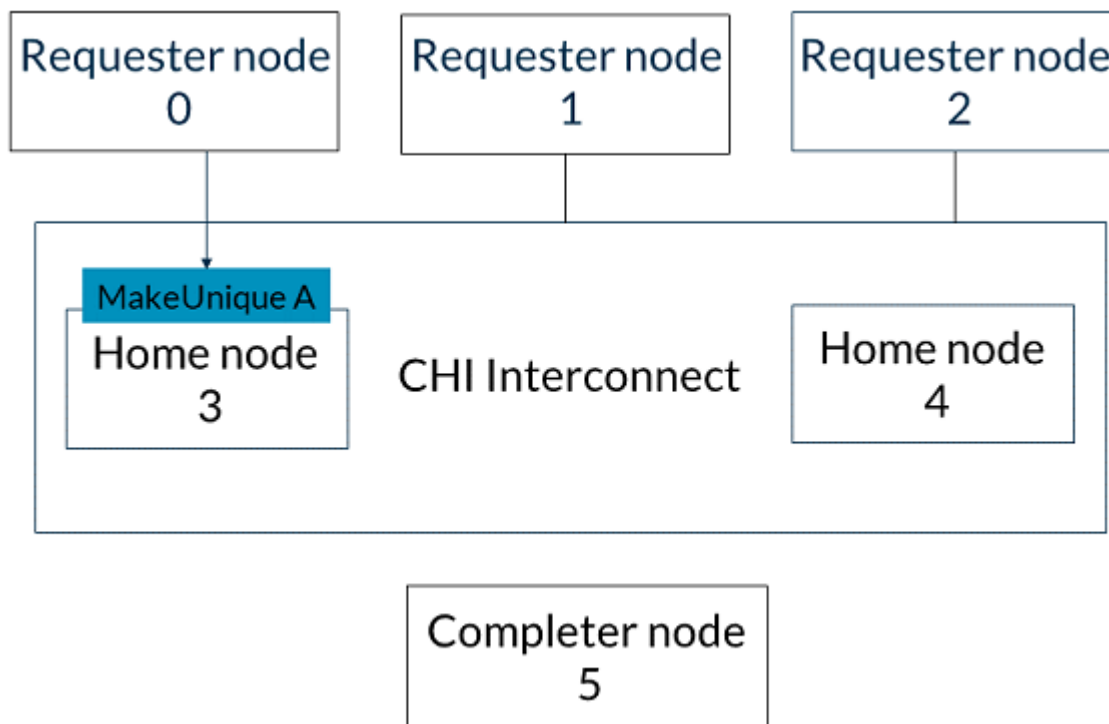 Requester node
0
Requester node
1
Requester node
2
MakeUnique A
Home node
3
CHI Interconnect
Home node
4
Completer node
5